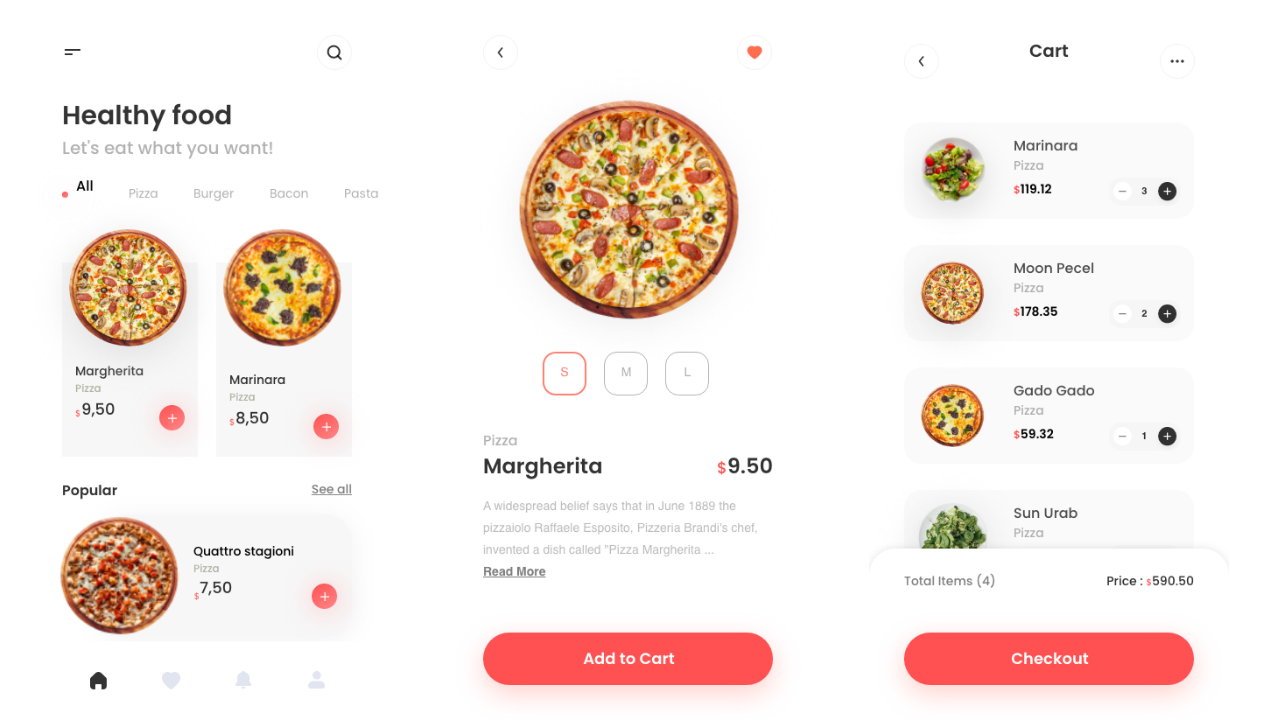 Healthy food
Let's eat what you want!
All
Pizza
Burger
Bacon
Pasta
Margherita
Pizza
$9,50
Marinara
Pizza
$8,50
Popular
See all
Quattro stagioni
Pizza
$7,50
S
M
L
Pizza
Margherita
$9.50
A widespread belief says that in June 1889 the
pizzaiolo Raffaele Esposito, Pizzeria Brandi's chef,
invented a dish called "Pizza Margherita ...
Read More
Add to Cart
Cart
Marinara
Pizza
$119.12
3
Moon Pecel
Pizza
$178.35
2
Gado Gado
Pizza
$59.32
1
Sun Urab
Pizza
Total Items (4)
Price : $590.50
Checkout